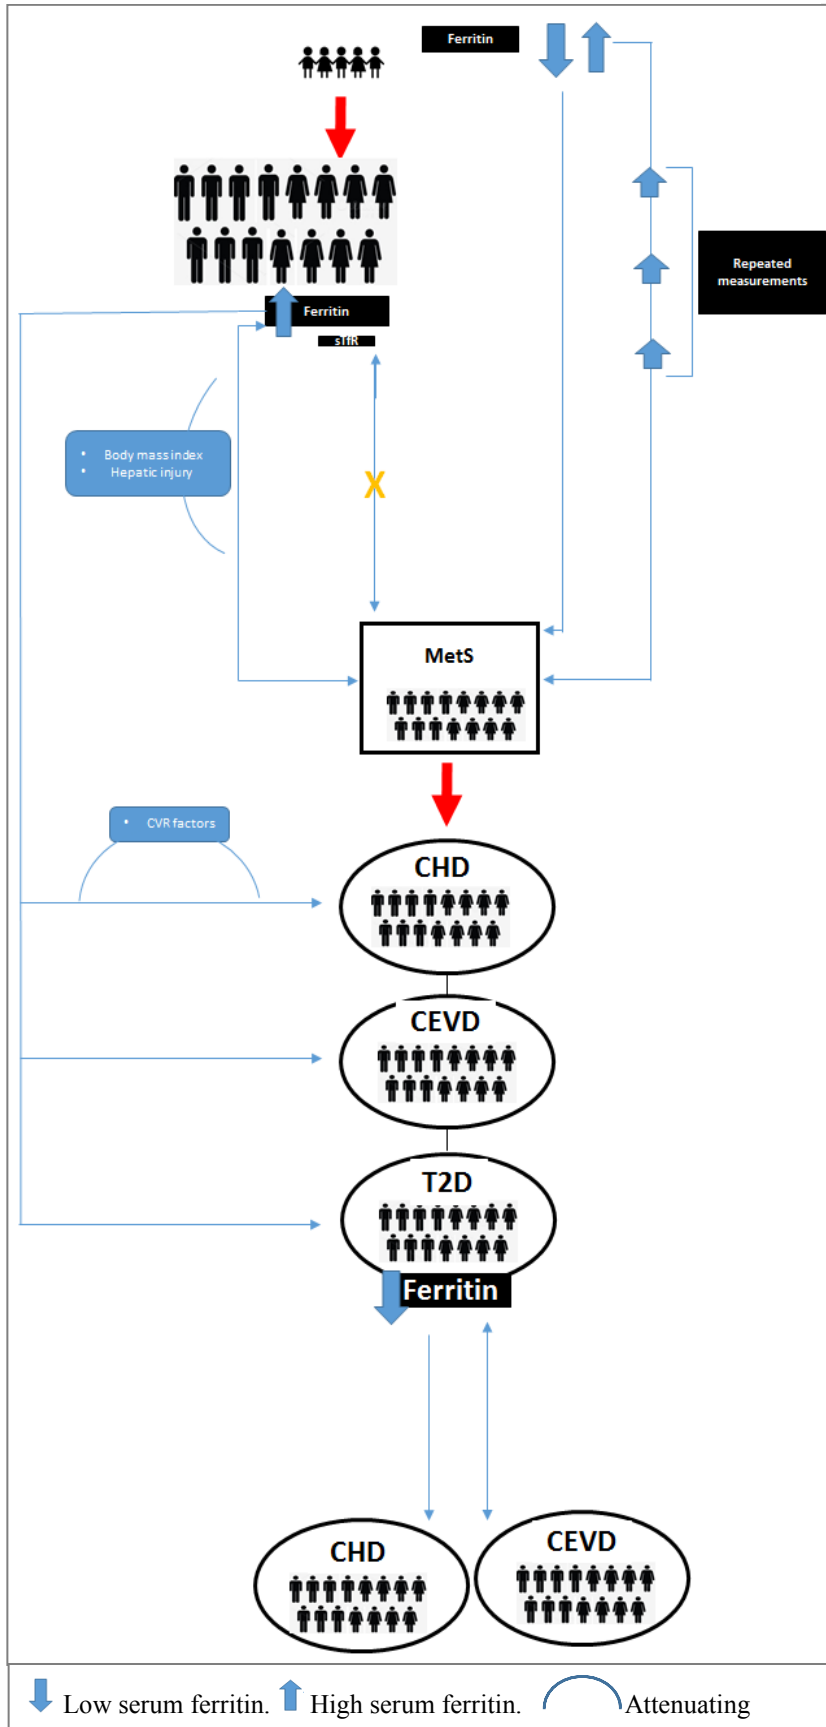 Ferritin
Repeated
measurements
Ferritin
sTfR
• Body mass index
• Hepatic injury
X
MetS
• CVR factors
CHD
CEVD
T2D
Ferritin
CHD
CEVD
Low serum ferritin. High serum ferritin. Attenuating